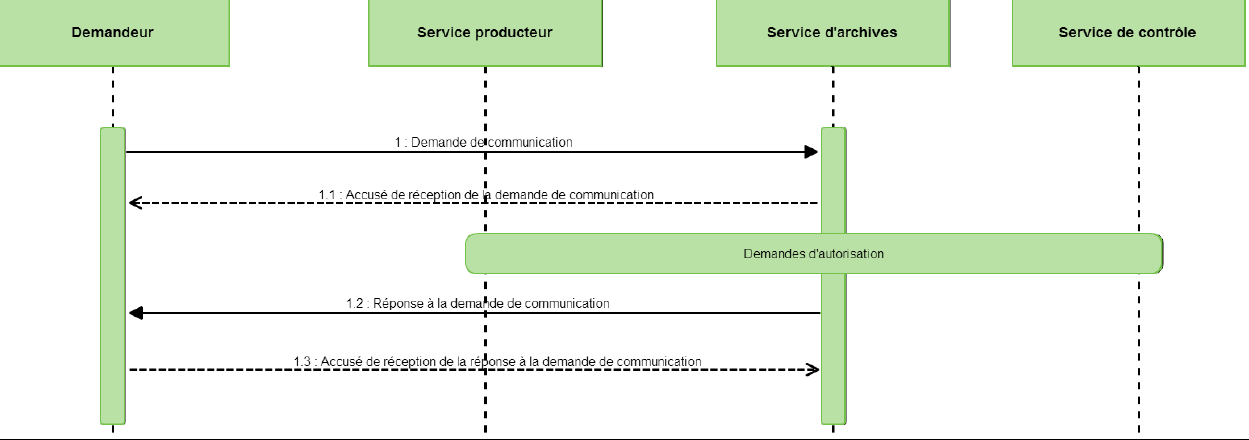 Demandeur
Service producteur
Service d'archives
Service de contrôle
1 : Demande de communication
1.1 : Accusé de réception de la demande de communication
Demandes d'autorisation
1.2 : Réponse à la demande de communication
1.3 : Accusé de réception de la réponse à la demande de communication